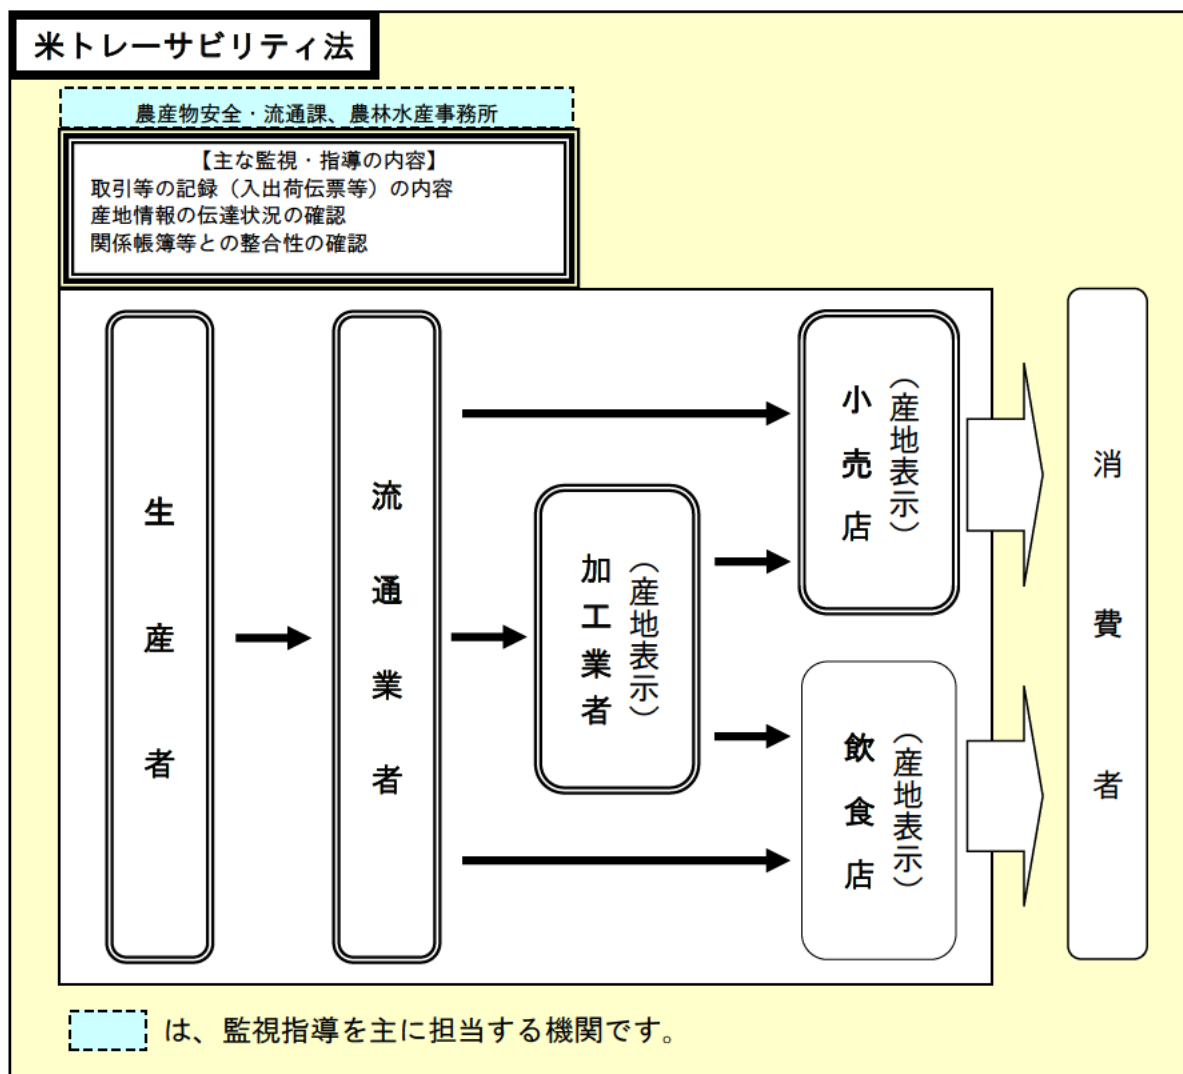 米トレーサビリティ法
農産物安全・流通課、農林水産事務所
【主な監視・指導の内容】
取引等の記録（入出荷伝票等）の内容
産地情報の伝達状況の確認
関係帳簿等との整合性の確認
生産者
流通業者
加工業者
（産地表示）
小売店
（産地表示）
飲食店
（産地表示）
消費者
は、監視指導を主に担当する機関です。